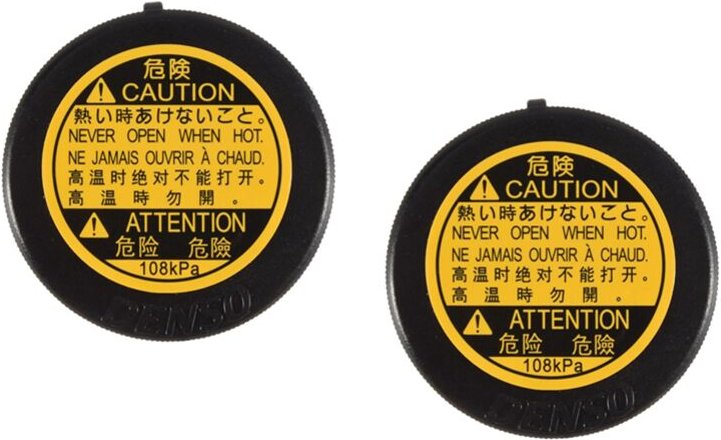 危険
CAUTION
熱い時あけないこと。
NEVER OPEN WHEN HOT.
NE JAMAIS OUVRIR À CHAUD.
高温时绝对不能打开。
高温時勿開。
ATTENTION
危险 危險
108kPa
DENSO
危険
CAUTION
熱い時あけないこと。
NEVER OPEN WHEN HOT.
NE JAMAIS OUVRIR À CHAUD.
高温时绝对不能打开。
高温時勿開。
ATTENTION
危险 危險
108kPa
DENSO